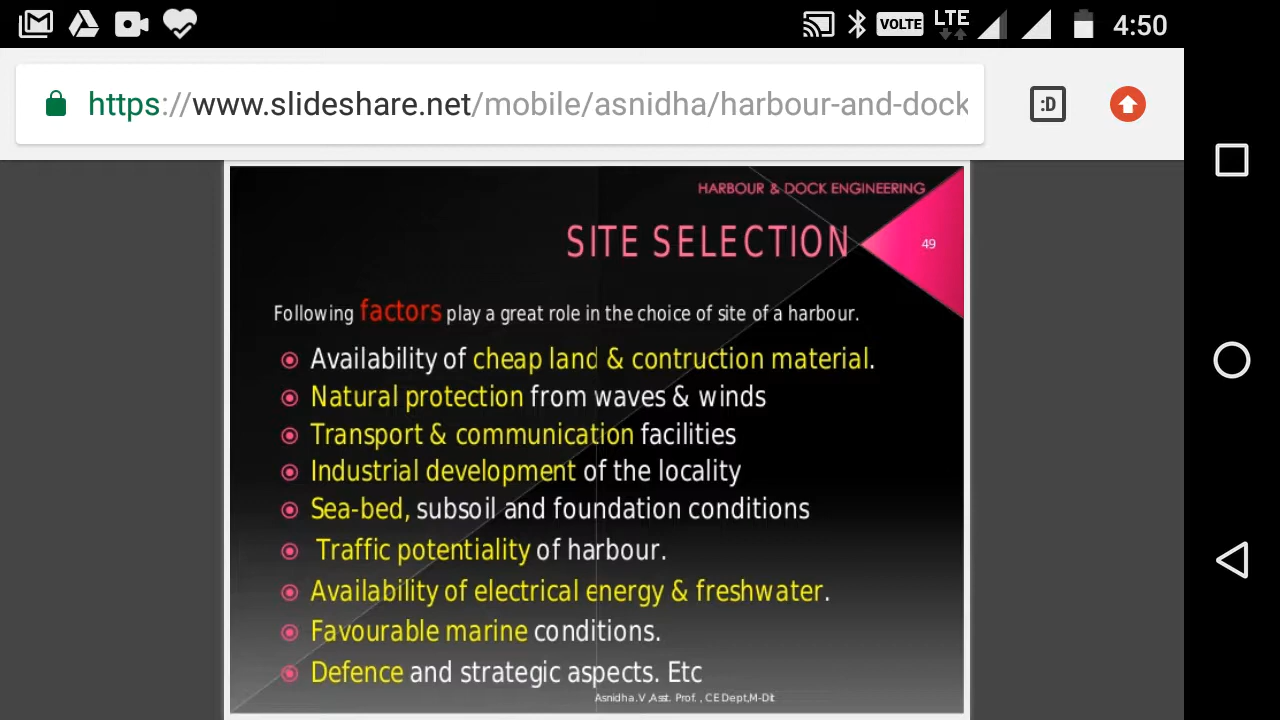 VOLTE LTE 4:50
https://www.slideshare.net/mobile/asnidha/harbour-and-dock
:D
HARBOUR & DOCK ENGINEERING
SITE SELECTION
49
Following factors play a great role in the choice of site of a harbour.
Availability of cheap land & contruction material.
Natural protection from waves & winds
Transport & communication facilities
Industrial development of the locality
Sea-bed, subsoil and foundation conditions
Traffic potentiality of harbour.
Availability of electrical energy & freshwater.
Favourable marine conditions.
Defence and strategic aspects. Etc
Asnidha.V,Asst. Prof. , CE Dept,M-Dit